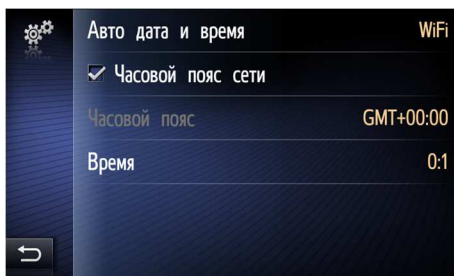 Авто дата и время WiFi
Часовой пояс сети
Часовой пояс GMT+00:00
Время 0:1